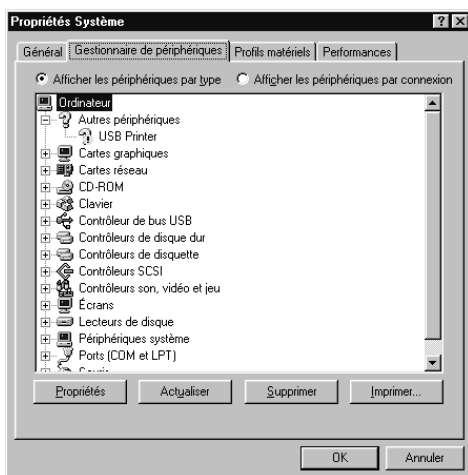 Propriétés Système
Général Gestionnaire de périphériques Profils matériels Performances
Afficher les périphériques par type Afficher les périphériques par connexion
Ordinateur
Autres périphériques
USB Printer
Cartes graphiques
Cartes réseau
CD-ROM
Clavier
Contrôleur de bus USB
Contrôleurs de disque dur
Contrôleurs de disquette
Contrôleurs SCSI
Contrôleurs son, vidéo et jeu
Écrans
Lecteurs de disque
Périphériques système
Ports (COM et LPT)
Propriétés Actualiser Supprimer Imprimer...
OK Annuler